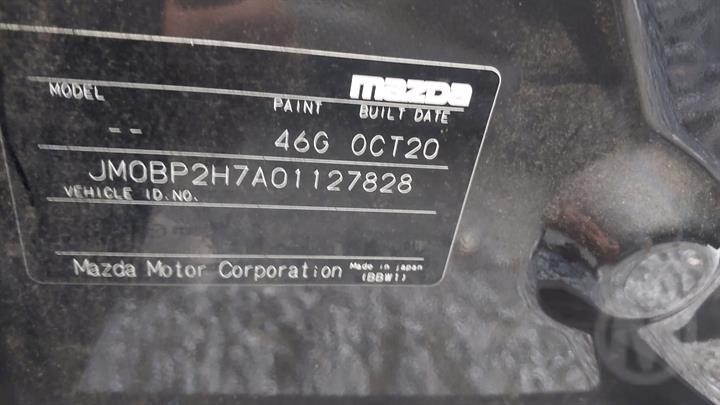 mazda
MODEL PAINT BUILT DATE
-- 46G OCT20
JM0BP2H7A01127828
VEHICLE ID.NO.
Mazda Motor Corporation Made in Japan
(BBW1)